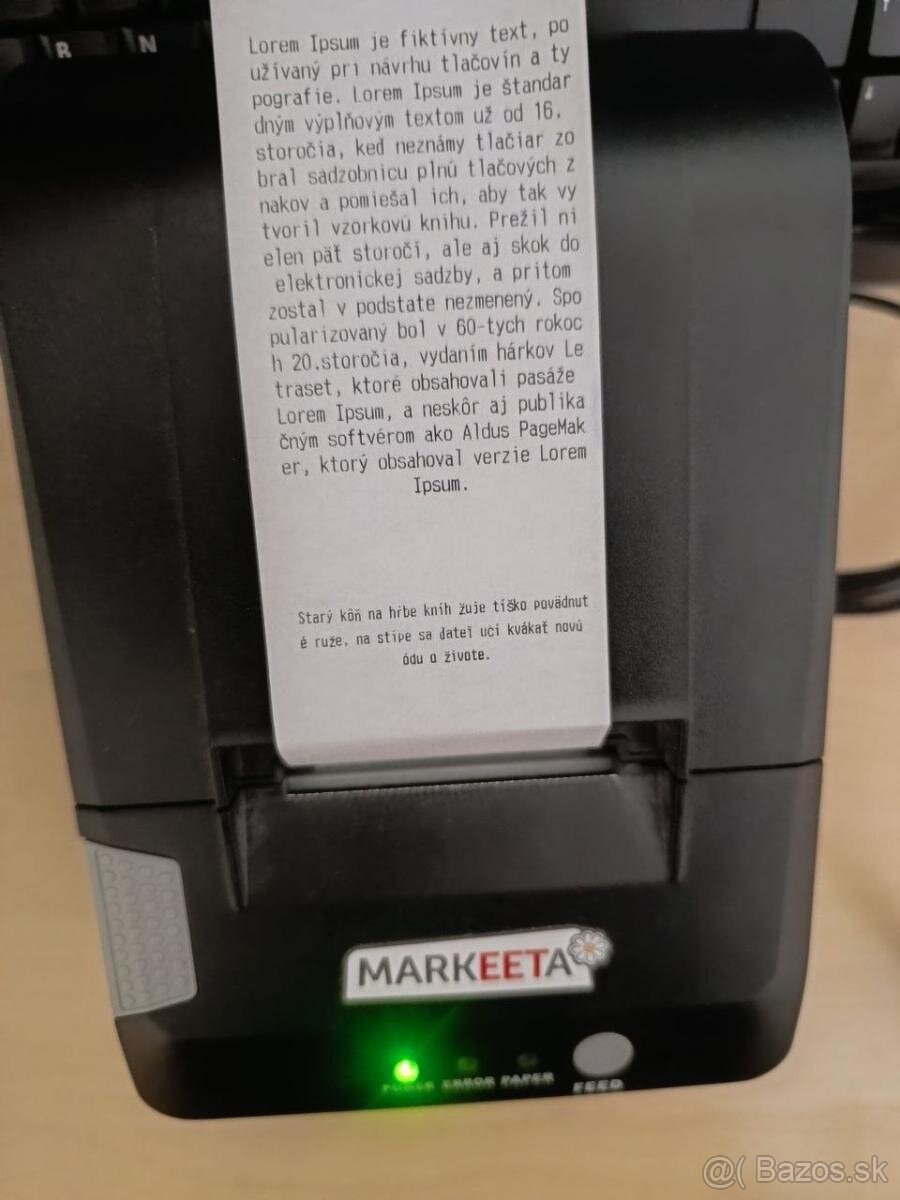 R N
Lorem Ipsum je fiktívny text, po
užívaný pri návrhu tlačovín a ty
pografie. Lorem Ipsum je štandar
dným výplňovým textom už od 16.
storočia, keď neznámy tlačiar zo
bral sadzobnicu plnú tlačových z
nakov a pomiešal ich, aby tak vy
tvoril vzorkovú knihu. Prežil ni
elen päť storočí, ale aj skok do
elektronickej sadzby, a pritom
zostal v podstate nezmenený. Spo
pularizovaný bol v 60-tych rokoc
h 20.storočia, vydaním hárkov Le
traset, ktoré obsahovali pasáže
Lorem Ipsum, a neskôr aj publika
čným softvérom ako Aldus PageMak
er, ktorý obsahoval verzie Lorem
Ipsum.
Starý kôň na hŕbe kníh žuje tíško povädnut
é ruže, na stĺpe sa ďateľ učí kvákať novú
ódu o živote.
MARKEETA
POWER ERROR PAPER
FEED
@( Bazos.sk